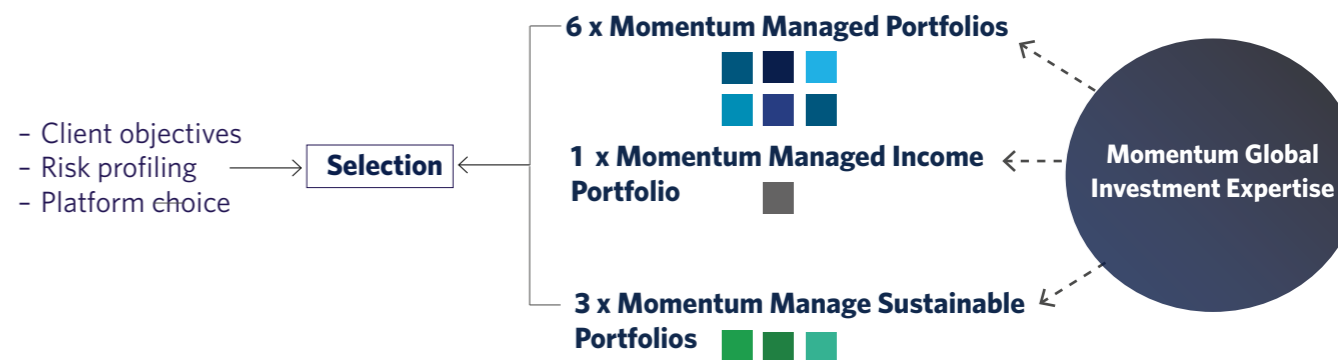 6 x Momentum Managed Portfolios
– Client objectives
– Risk profiling
– Platform choice
Selection
1 x Momentum Managed Income
Portfolio
3 x Momentum Manage Sustainable
Portfolios
Momentum Global
Investment Expertise